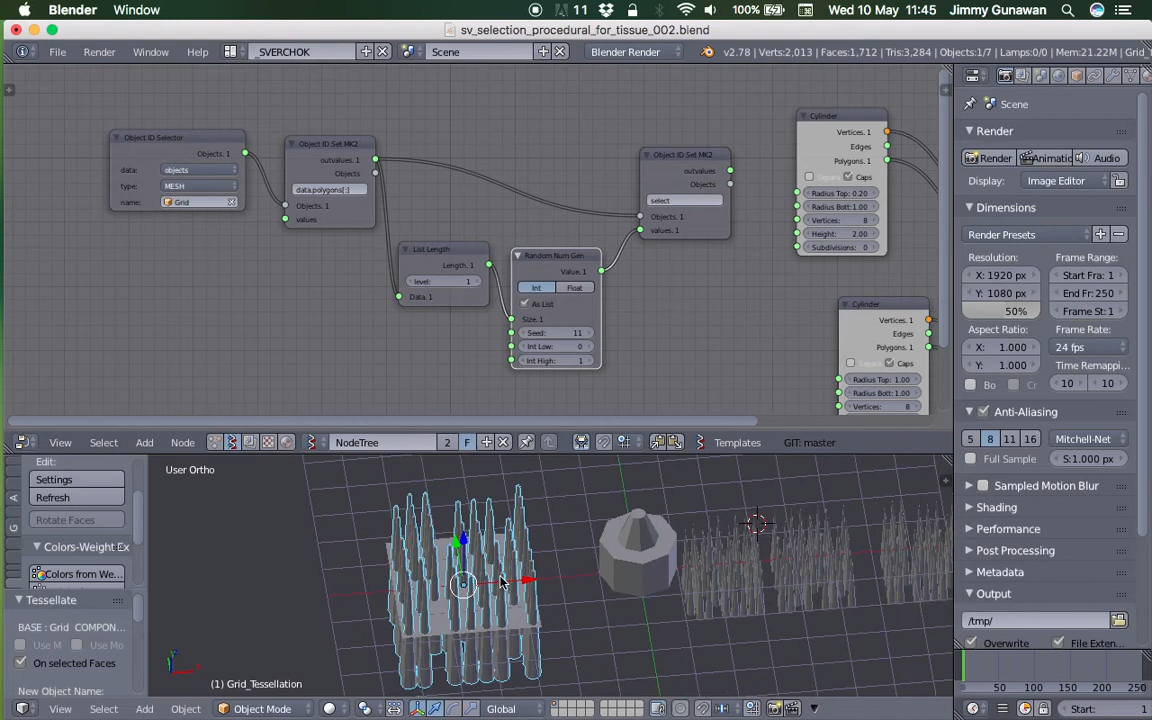 Blender Window 11 100% Wed 10 May 11:45 Jimmy Gunawan
sv_selection_procedural_for_tissue_002.blend
File Render Window Help _SVERCHOK Scene Blender Render v2.78 | Verts:2,013 | Faces:1,712 | Tris:3,284 | Objects:1/7 | Lamps:0/0 | Mem:21.22M | Grid_T
Object ID Selector
Objects. 1
data: objects
type: MESH
name: Grid
Object ID Set MK2
outvalues. 1
Objects
data.polygons[:]
Objects. 1
values
List Length
Length. 1
level: 1
Data. 1
Random Num Gen
Value. 1
Int Float
As List
Size. 1
Seed: 11
Int Low: 0
Int High: 1
Object ID Set MK2
outvalues
Objects
select
Objects. 1
values. 1
Cylinder
Vertices. 1
Edges
Polygons. 1
Separa Caps
Radius Top: 0.20
Radius Bott: 1.00
Vertices: 8
Height: 2.00
Subdivisions: 0
Cylinder
Vertices. 1
Edges
Polygons. 1
Separa Caps
Radius Top: 1.00
Radius Bott: 1.00
Vertices: 8
View Select Add Node NodeTree 2 F Templates GIT: master
Edit:
Settings
Refresh
Rotate Faces
Colors-Weight Ex
Colors from We...
Tessellate
BASE : Grid COMPON...
Use M Use Mo
On selected Faces
New Object Name:
User Ortho
(1) Grid_Tessellation
View Select Add Object Object Mode Global
Scene
Render
Render Animatio Audio
Display: Image Editor
Dimensions
Render Presets
Resolution: Frame Range:
X: 1920 px Start Fra: 1
Y: 1080 px End Fr: 250
50% Frame St: 1
Aspect Ratio: Frame Rate:
X: 1.000 24 fps
Y: 1.000 Time Remappi...
Bo Cr 10 10
Anti-Aliasing
5 8 11 16 Mitchell-Net
Full Sample S:1.000 px
Sampled Motion Blur
Shading
Performance
Post Processing
Metadata
Output
/tmp/
Overwrite File Exten...
50 100 150 200 250
Start: 1